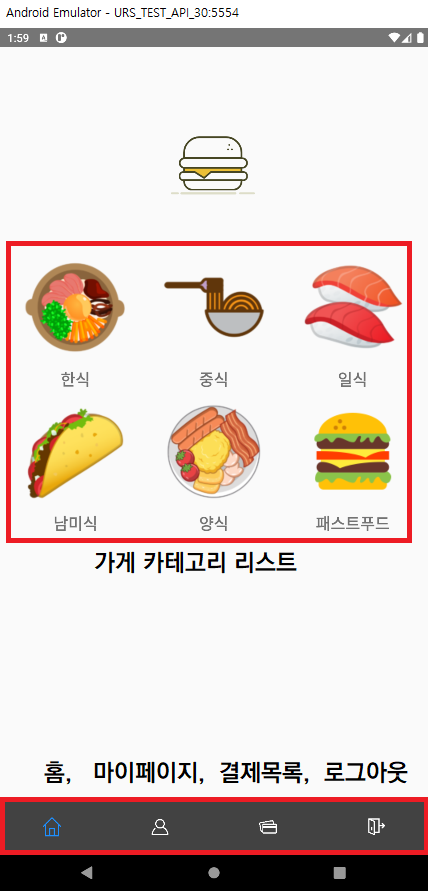 Android Emulator - URS_TEST_API_30:5554
1:59
한식 중식 일식
남미식 양식 패스트푸드
가게 카테고리 리스트
홈, 마이페이지, 결제목록, 로그아웃